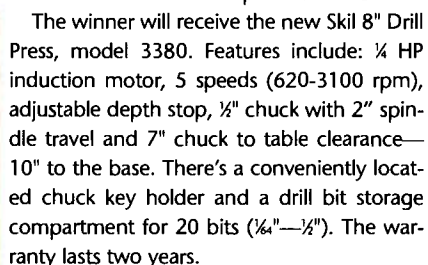 The winner will receive the new Skil 8" Drill
Press, model 3380. Features include: ¼ HP
induction motor, 5 speeds (620-3100 rpm),
adjustable depth stop, ½" chuck with 2" spin-
dle travel and 7" chuck to table clearance—
10" to the base. There's a conveniently locat-
ed chuck key holder and a drill bit storage
compartment for 20 bits (1/64"—½"). The war-
ranty lasts two years.